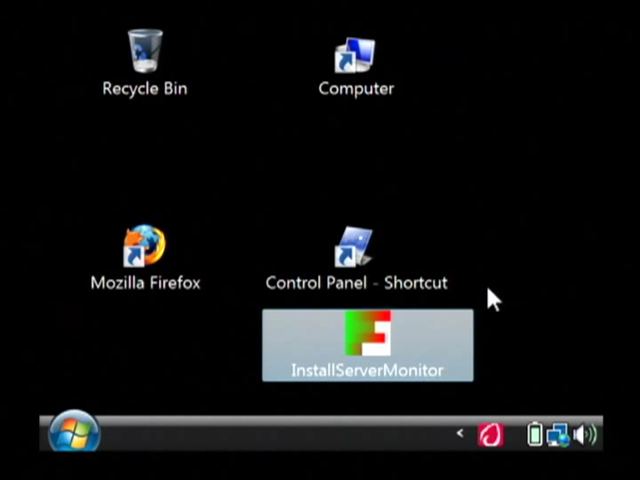 Recycle Bin
Computer
Mozilla Firefox
Control Panel - Shortcut
InstallServerMonitor